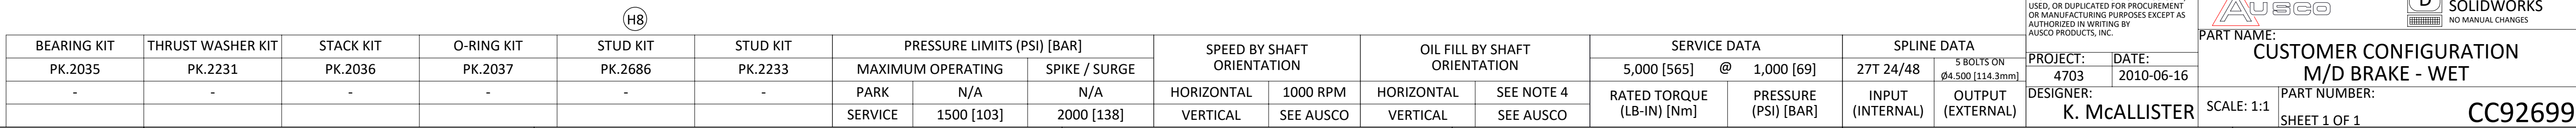 H8
BEARING KIT THRUST WASHER KIT STACK KIT O-RING KIT STUD KIT STUD KIT
PK.2035 PK.2231 PK.2036 PK.2037 PK.2686 PK.2233
- - - - - -
PRESSURE LIMITS (PSI) [BAR]
MAXIMUM OPERATING SPIKE / SURGE
PARK N/A N/A
SERVICE 1500 [103] 2000 [138]
SPEED BY SHAFT
ORIENTATION
HORIZONTAL 1000 RPM
VERTICAL SEE AUSCO
OIL FILL BY SHAFT
ORIENTATION
HORIZONTAL SEE NOTE 4
VERTICAL SEE AUSCO
SERVICE DATA
5,000 [565] @ 1,000 [69]
RATED TORQUE
(LB-IN) [Nm]
PRESSURE
(PSI) [BAR]
SPLINE DATA
27T 24/48
5 BOLTS ON
Ø4.500 [114.3mm]
INPUT
(INTERNAL)
OUTPUT
(EXTERNAL)
USED, OR DUPLICATED FOR PROCUREMENT
OR MANUFACTURING PURPOSES EXCEPT AS
AUTHORIZED IN WRITING BY
AUSCO PRODUCTS, INC.
PROJECT: DATE:
4703 2010-06-16
DESIGNER:
K. McALLISTER
AUSCO
D
SOLIDWORKS
NO MANUAL CHANGES
PART NAME:
CUSTOMER CONFIGURATION
M/D BRAKE - WET
SCALE: 1:1
PART NUMBER:
CC92699
SHEET 1 OF 1